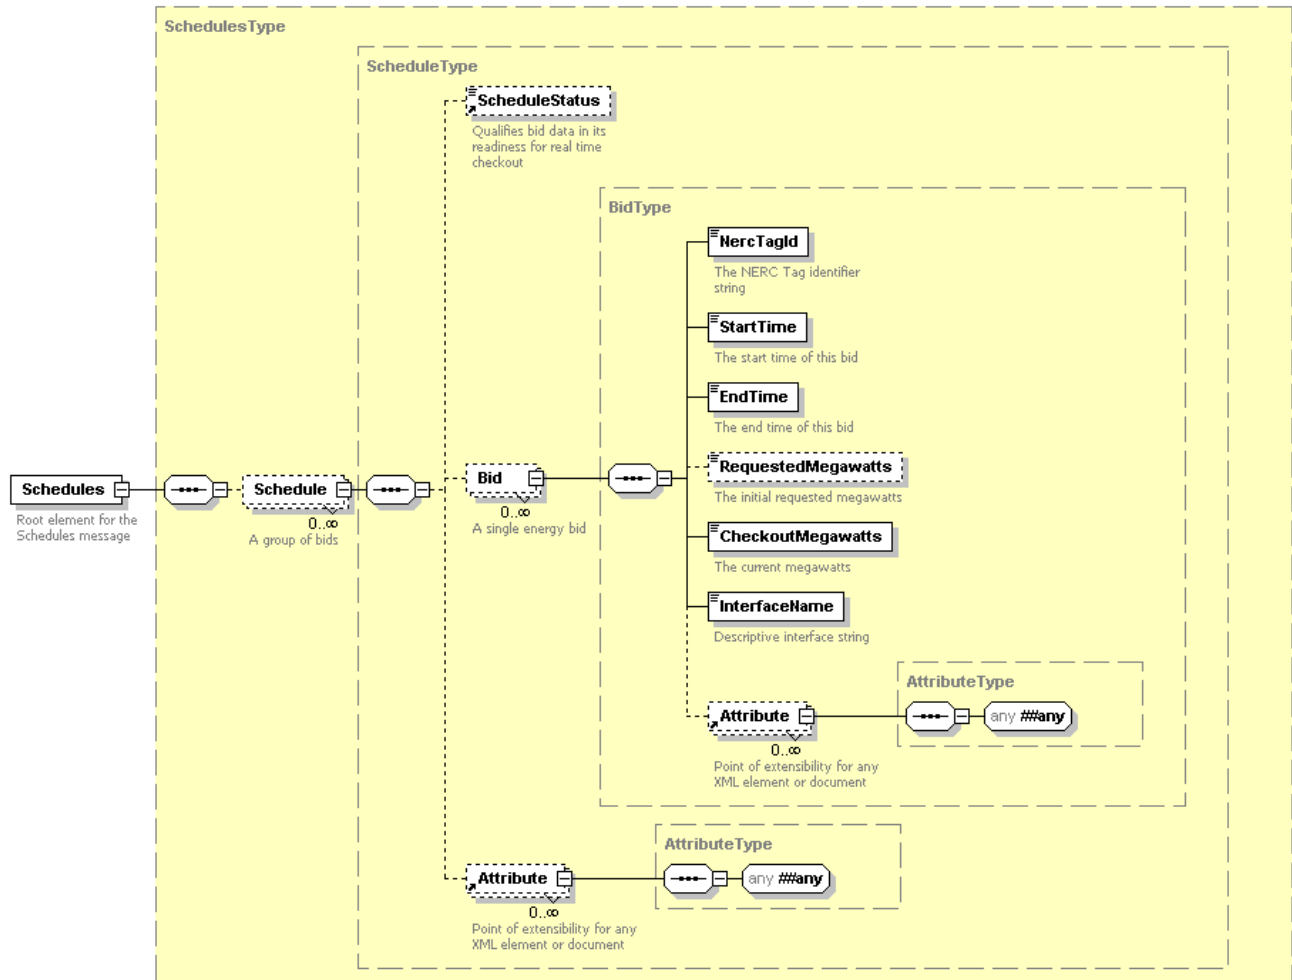 SchedulesType
ScheduleType
ScheduleStatus
Qualifies bid data in its
readiness for real time
checkout
BidType
NercTagId
The NERC Tag identifier
string
StartTime
The start time of this bid
EndTime
The end time of this bid
RequestedMegawatts
The initial requested megawatts
Schedules
Root element for the
Schedules message
Schedule
0..∞
A group of bids
Bid
0..∞
A single energy bid
CheckoutMegawatts
The current megawatts
InterfaceName
Descriptive interface string
AttributeType
Attribute
any ##any
0..∞
Point of extensibility for any
XML element or document
AttributeType
Attribute
any ##any
0..∞
Point of extensibility for any
XML element or document